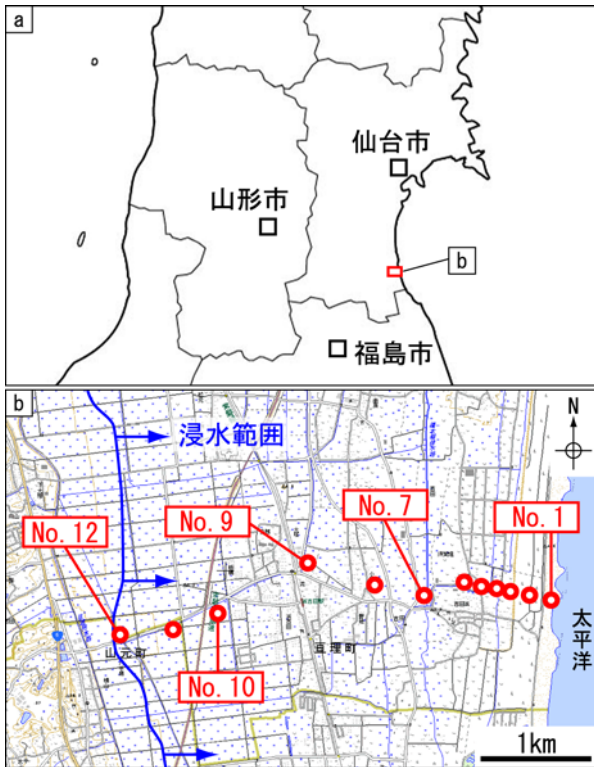 a
仙台市
山形市
b
福島市
b
浸水範囲
N
No. 12
No. 9
No. 7
No. 1
太平洋
山元町
亘理町
No. 10
1km